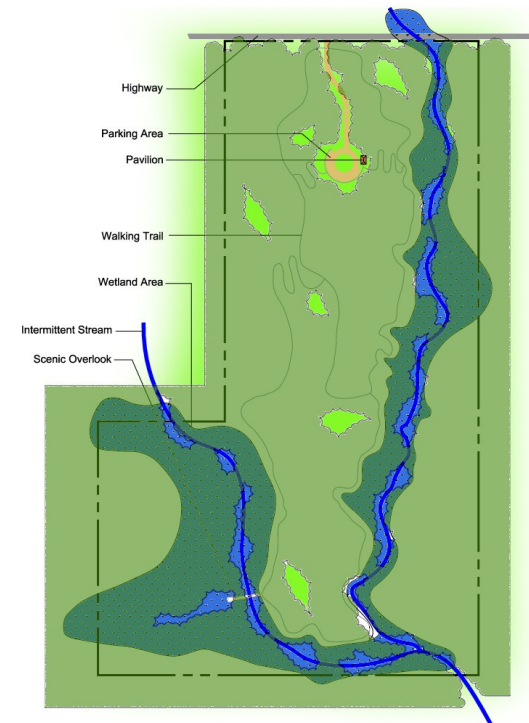 Highway
Parking Area
Pavilion
Walking Trail
Wetland Area
Intermittent Stream
Scenic Overlook